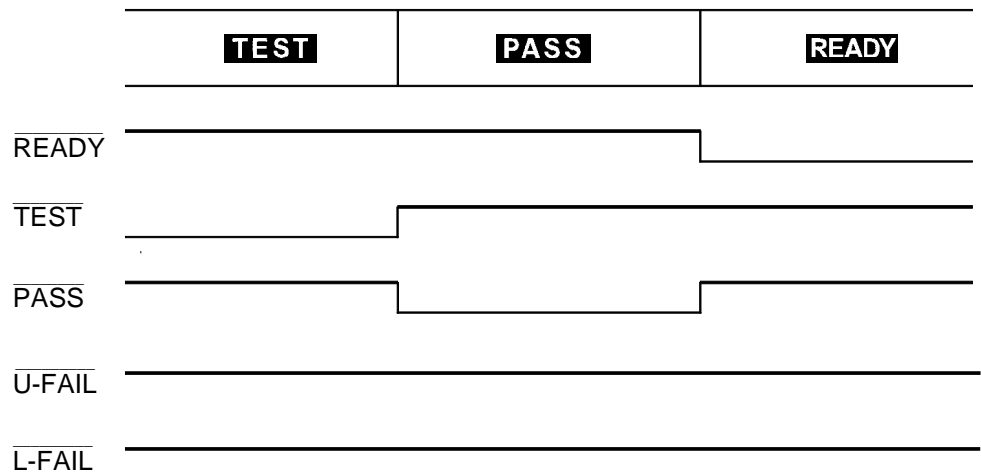 TEST PASS READY
READY
TEST
PASS
U-FAIL
L-FAIL